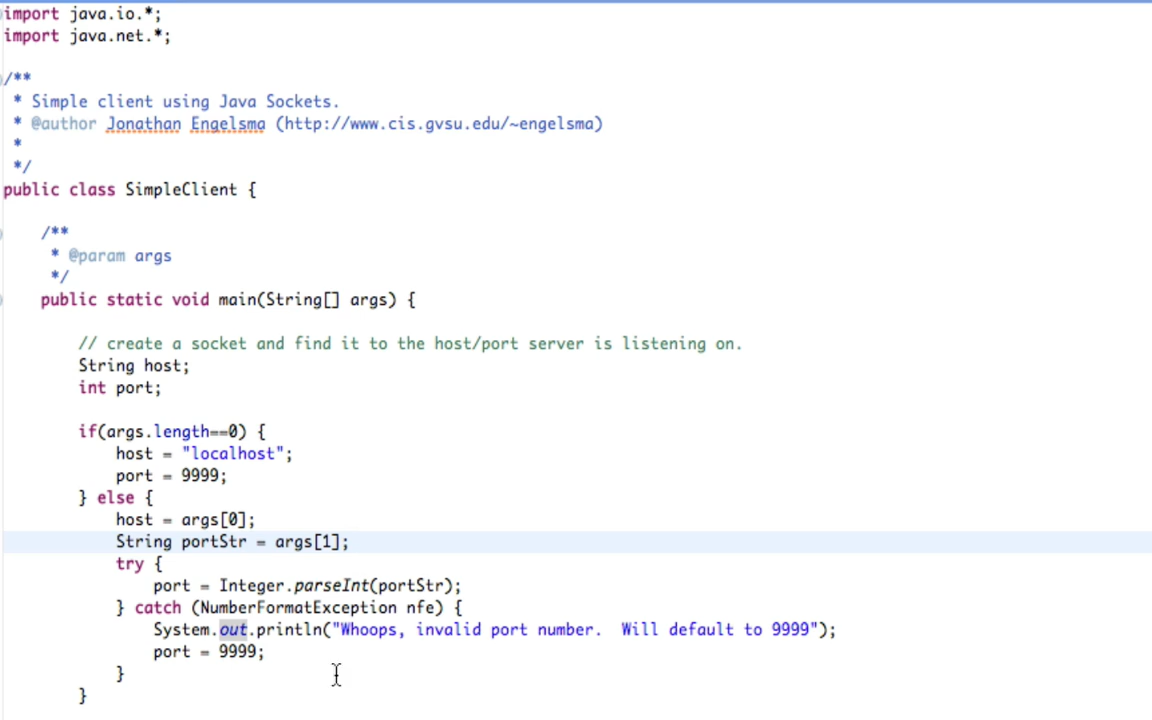 import java.io.*;
import java.net.*;
/**
* Simple client using Java Sockets.
* @author Jonathan Engelsma (http://www.cis.gvsu.edu/~engelsma)
*
*/
public class SimpleClient {
/**
* @param args
*/
public static void main(String[] args) {
// create a socket and find it to the host/port server is listening on.
String host;
int port;
if(args.length==0) {
host = "localhost";
port = 9999;
} else {
host = args[0];
String portStr = args[1];
try {
port = Integer.parseInt(portStr);
} catch (NumberFormatException nfe) {
System.out.println("Whoops, invalid port number.  Will default to 9999");
port = 9999;
}
}